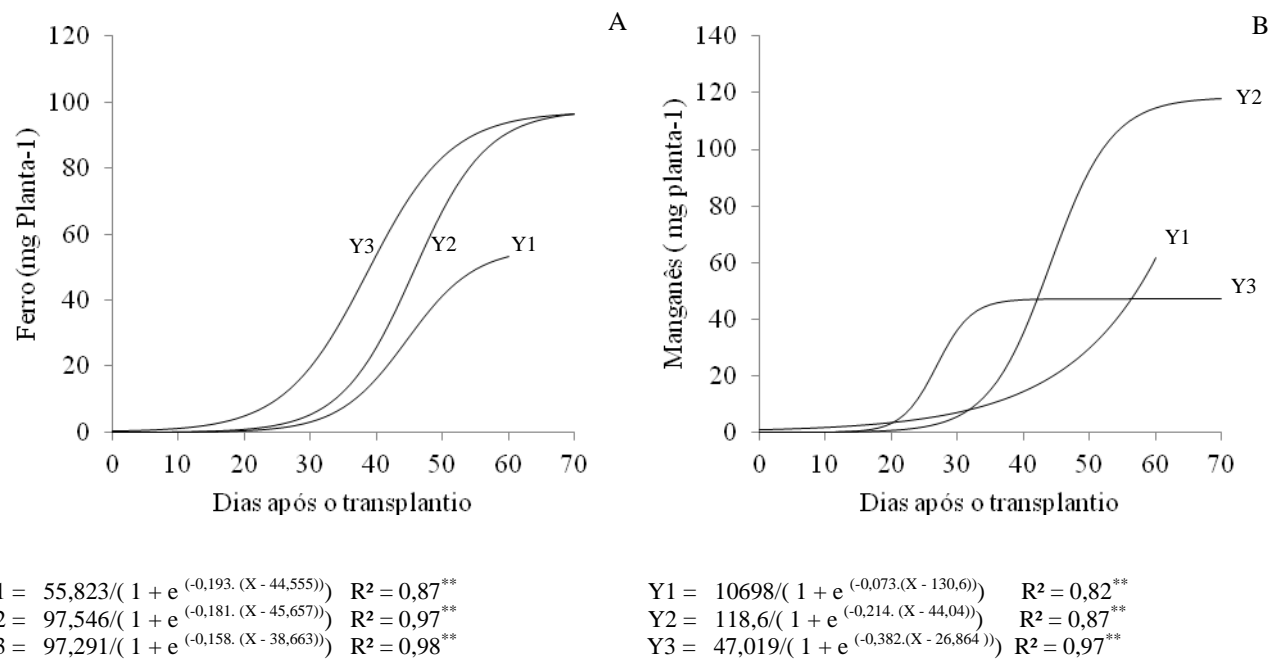 A
120
100
80
60
40
20
0
Ferro (mg Planta-1)
Y3
Y2
Y1
0 10 20 30 40 50 60 70
Dias após o transplantio
B
140
120
100
80
60
40
20
0
Manganês ( mg planta-1)
Y2
Y1
Y3
0 10 20 30 40 50 60 70
Dias após o transplantio
1 = 55,823/( 1 + e (-0,193. (X - 44,555))) R² = 0,87**
2 = 97,546/( 1 + e (-0,181. (X - 45,657))) R² = 0,97**
3 = 97,291/( 1 + e (-0,158. (X - 38,663))) R² = 0,98**
Y1 = 10698/( 1 + e (-0,073.(X - 130,6))) R² = 0,82**
Y2 = 118,6/( 1 + e (-0,214. (X - 44,04))) R² = 0,87**
Y3 = 47,019/( 1 + e (-0,382.(X - 26,864 ))) R² = 0,97**